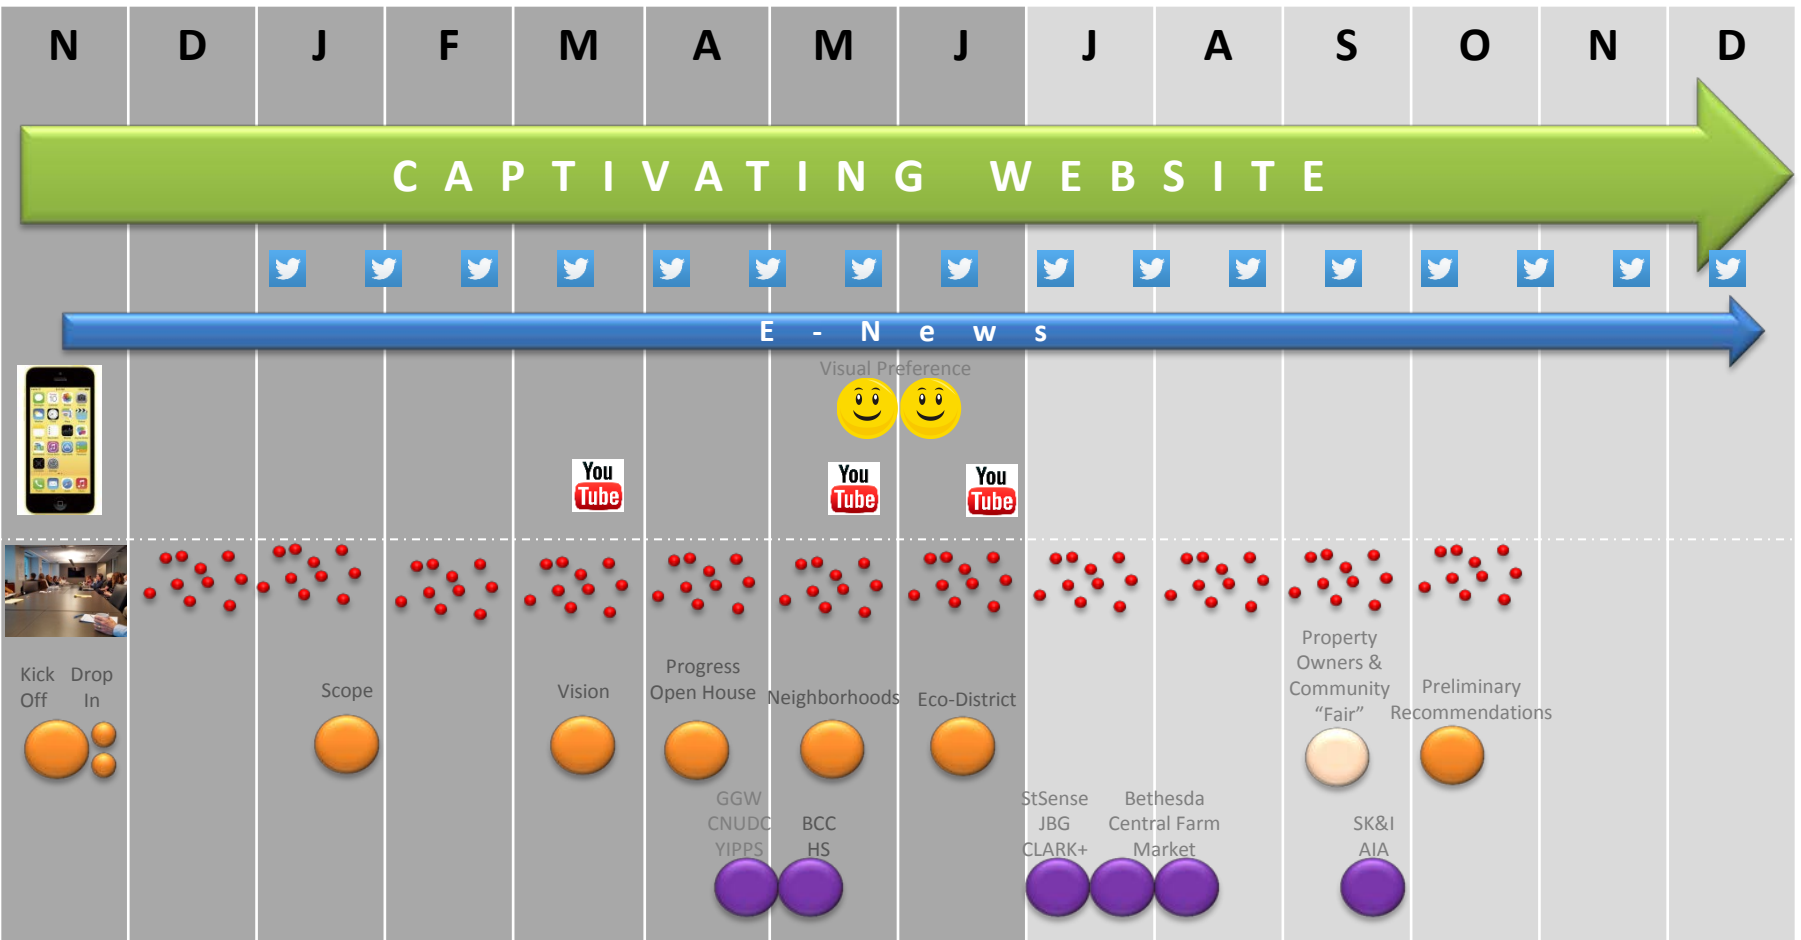 N D J F M A M J J A S O N D
CAPTIVATING WEBSITE
E-News
Visual Preference
You
Tube
You
Tube
You
Tube
Kick
Off
Drop
In
Scope
Vision
Progress
Open House
Neighborhoods
Eco-District
Property
Owners &
Community
“Fair”
Preliminary
Recommendations
GGW
CNUDC
YIPPS
BCC
HS
StSense
JBG
CLARK+
Bethesda
Central Farm
Market
SK&I
AIA